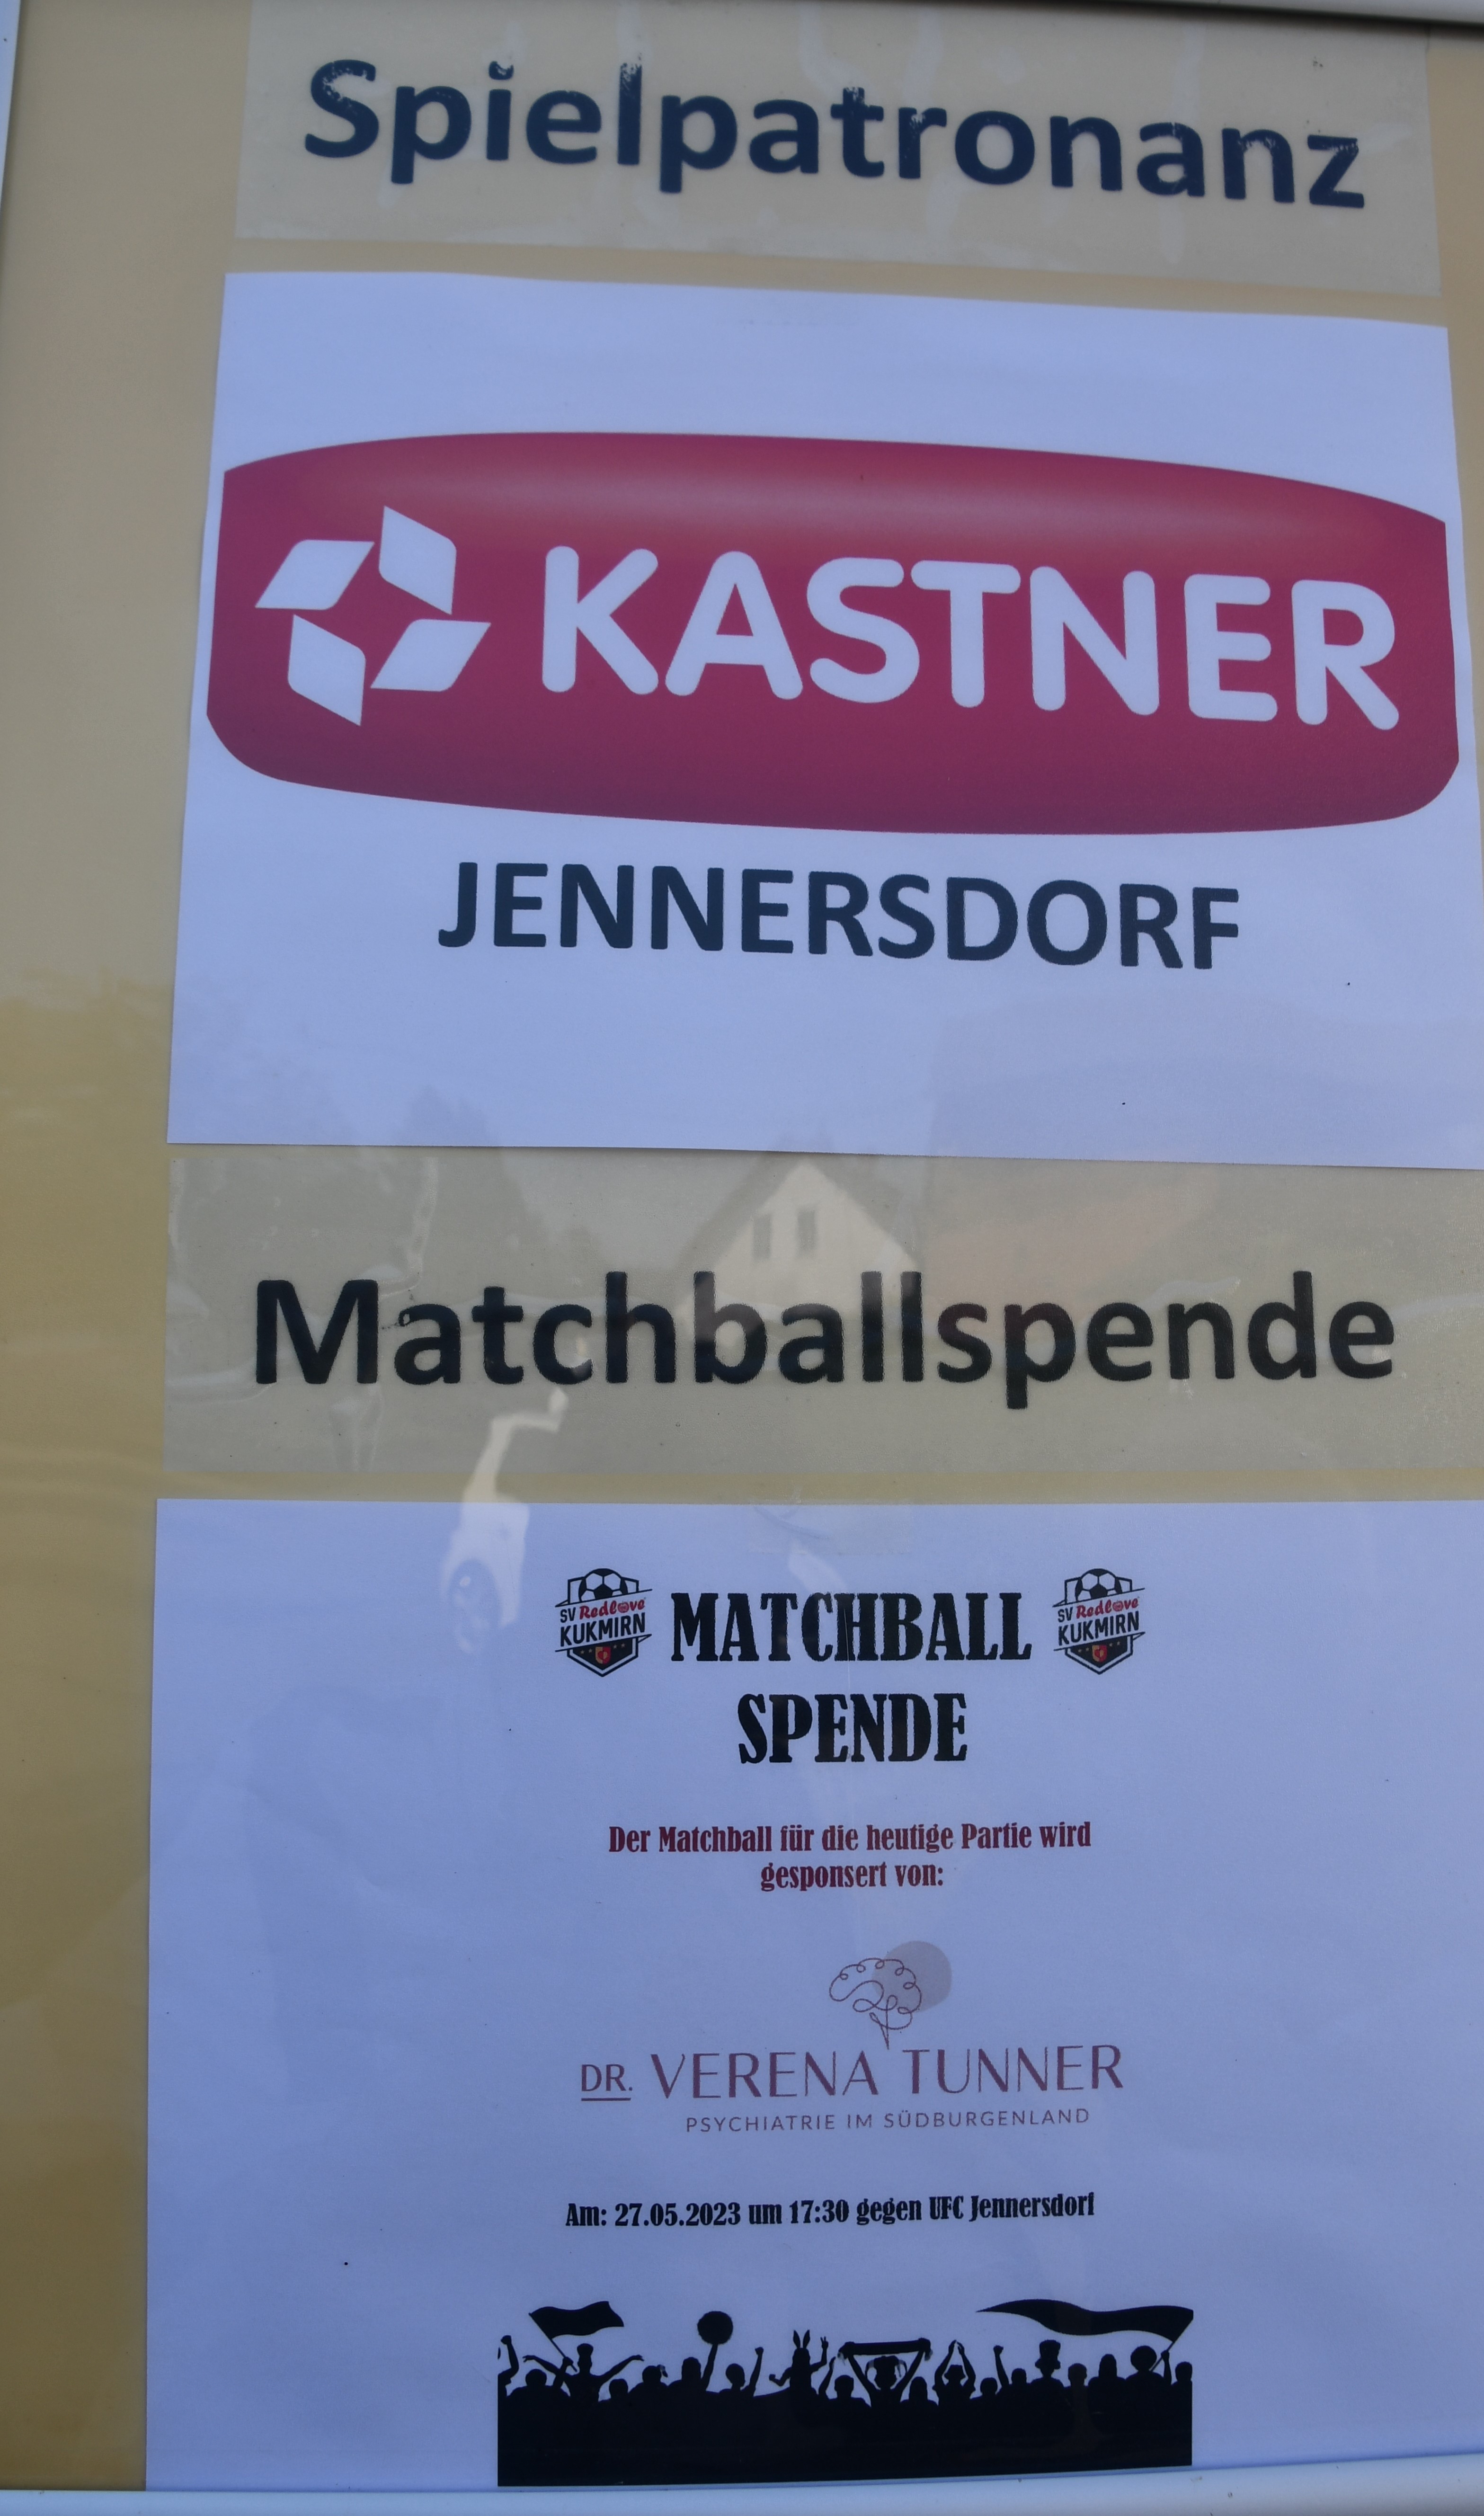 Spielpatronanz
KASTNER
JENNERSDORF
Matchballspende
SV Redlove
KUKMIRN
MATCHBALL
SV Redlove
KUKMIRN
SPENDE
Der Matchball für die heutige Partie wird
gesponsert von:
DR. VERENA TUNNER
PSYCHIATRIE IM SÜDBURGENLAND
Am: 27.05.2023 um 17:30 gegen UFC Jennersdorf